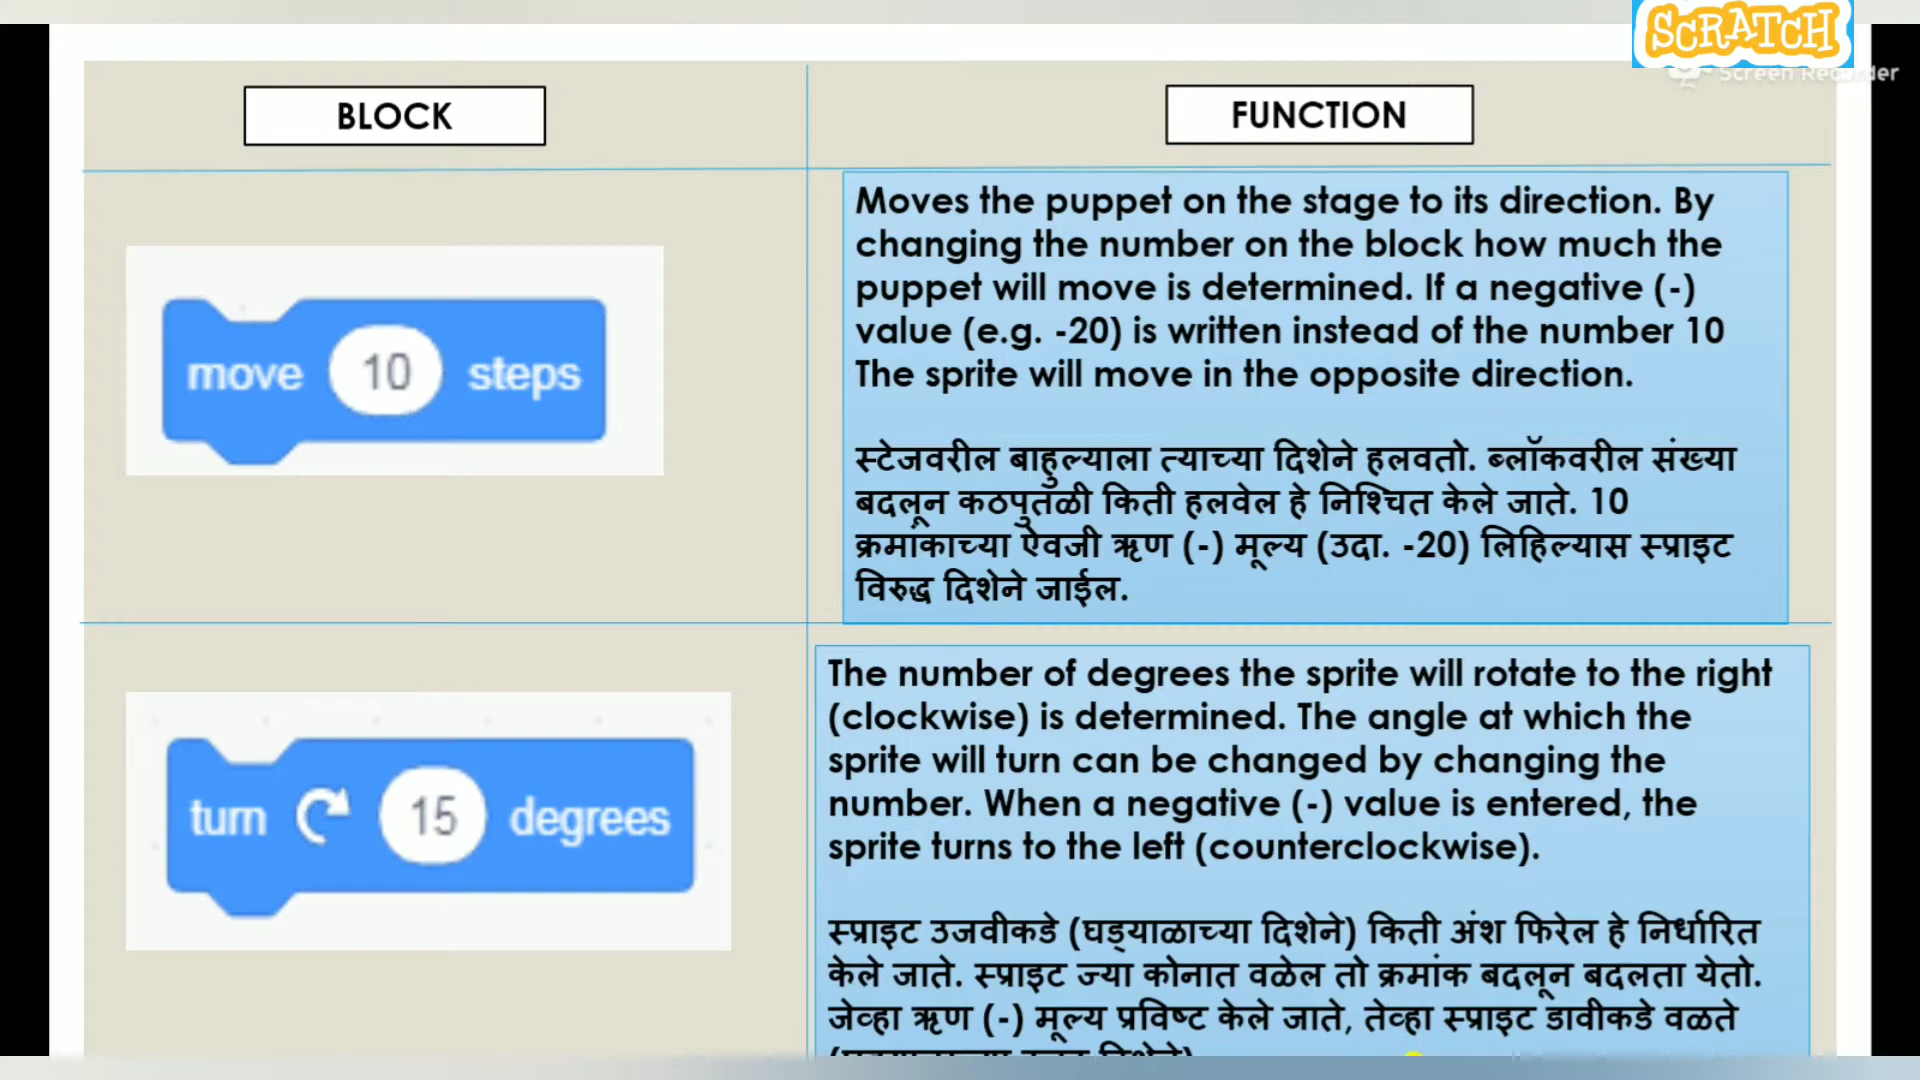 SCRATCH
Screen Recorder
BLOCK
FUNCTION
move 10 steps
Moves the puppet on the stage to its direction. By
changing the number on the block how much the
puppet will move is determined. If a negative (-)
value (e.g. -20) is written instead of the number 10
The sprite will move in the opposite direction.
स्टेजवरील बाहुल्याला त्याच्या दिशेने हलवतो. ब्लॉकवरील संख्या
बदलून कठपुतळी किती हलवेल हे निश्चित केले जाते. 10
क्रमांकाच्या ऐवजी ऋण (-) मूल्य (उदा. -20) लिहिल्यास स्प्राइट
विरुद्ध दिशेने जाईल.
turn 15 degrees
The number of degrees the sprite will rotate to the right
(clockwise) is determined. The angle at which the
sprite will turn can be changed by changing the
number. When a negative (-) value is entered, the
sprite turns to the left (counterclockwise).
स्प्राइट उजवीकडे (घड्याळाच्या दिशेने) किती अंश फिरेल हे निर्धारित
केले जाते. स्प्राइट ज्या कोनात वळेल तो क्रमांक बदलून बदलता येतो.
जेव्हा ऋण (-) मूल्य प्रविष्ट केले जाते, तेव्हा स्प्राइट डावीकडे वळते